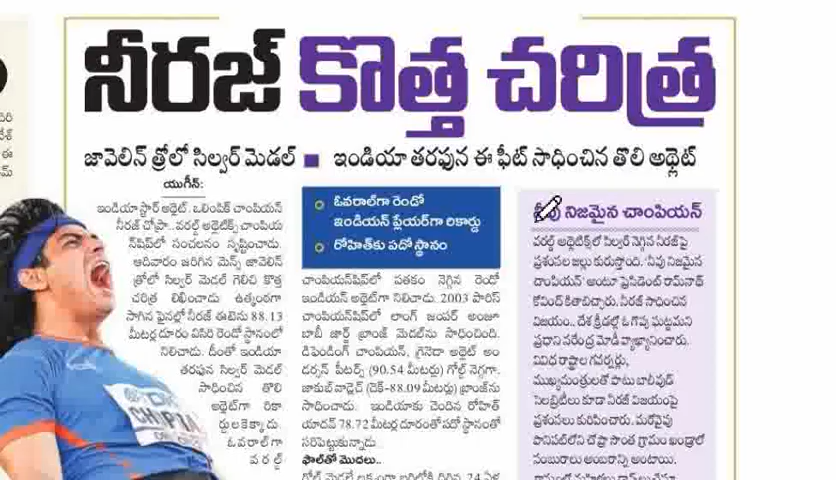 నీరజ్ కొత్త చరిత్ర
జావెలిన్ త్రోలో సిల్వర్ మెడల్ ■ ఇండియా తరఫున ఈ ఫీట్ సాధించిన తొలి అథ్లెట్
యుగీన్:
ఇండియా స్టార్ అథ్లెట్, ఒలింపిక్ చాంపియన్
నీరజ్ చోప్రా.. వరల్డ్ అథ్లెటిక్స్ చాంపియ
న్‌షిప్‌లో సంచలనం సృష్టించాడు.
ఆదివారం జరిగిన మెన్స్ జావెలిన్
త్రోలో సిల్వర్ మెడల్ గెలిచి కొత్త
చరిత్ర లిఖించాడు. ఉత్కంఠగా
సాగిన ఫైనల్లో నీరజ్ ఈటెను 88.13
మీటర్ల దూరం విసిరి రెండో స్థానంలో
నిలిచాడు. దీంతో ఇండియా
తరఫున సిల్వర్ మెడల్
సాధించిన తొలి
అథ్లెట్‌గా రికా
ర్డులకెక్కాడు.
ఓవరాల్‌గా
వరల్డ్
CHOPRA
ఓవరాల్‌గా రెండో
ఇండియన్ ప్లేయర్‌గా రికార్డు
రోహిత్‌కు పదో స్థానం
చాంపియన్‌షిప్‌లో పతకం నెగ్గిన రెండో
ఇండియన్ అథ్లెట్‌గా నిలిచాడు. 2003 పారిస్
చాంపియన్‌షిప్‌లో లాంగ్ జంపర్ అంజూ
బాబీ జార్జ్ బ్రాంజ్ మెడల్‌ను సాధించింది.
డిఫెండింగ్ చాంపియన్, గ్రెనెడా అథ్లెట్ అం
డర్సన్ పీటర్స్ (90.54 మీటర్లు) గోల్డ్ నెగ్గగా,
జాకుబ్ వాడ్లెచ్ (చెక్-88.09 మీటర్లు) బ్రాంజ్‌ను
సాధించాడు. ఇండియాకు చెందిన రోహిత్
యాదవ్ 78.72 మీటర్ల దూరంతో పదో స్థానంతో
సరిపెట్టుకున్నాడు.
ఫౌల్‌తో మొదలు..
నిజమైన చాంపియన్
వరల్డ్ అథ్లెటిక్స్‌లో సిల్వర్ నెగ్గిన నీరజ్‌పై
ప్రశంసల జల్లు కురుస్తోంది. 'నీవు నిజమైన
చాంపియన్' అంటూ ప్రెసిడెంట్ రామ్‌నాథ్
కోవింద్ కితాబిచ్చారు. నీరజ్ సాధించిన
విజయం.. దేశ క్రీడల్లో ఓ గొప్ప ఘట్టమని
ప్రధాని నరేంద్ర మోడీ వ్యాఖ్యానించారు.
వివిధ రాష్ట్రాల గవర్నర్లు,
ముఖ్యమంత్రులతో పాటు బాలీవుడ్
సెలబ్రిటీలు కూడా నీరజ్ విజయంపై
ప్రశంసలు కురిపించారు. మరోవైపు
పానిపట్‌లోని చోప్రా సొంత గ్రామం ఖండ్రాలో
సంబురాలు అంబరాన్ని అంటాయి.